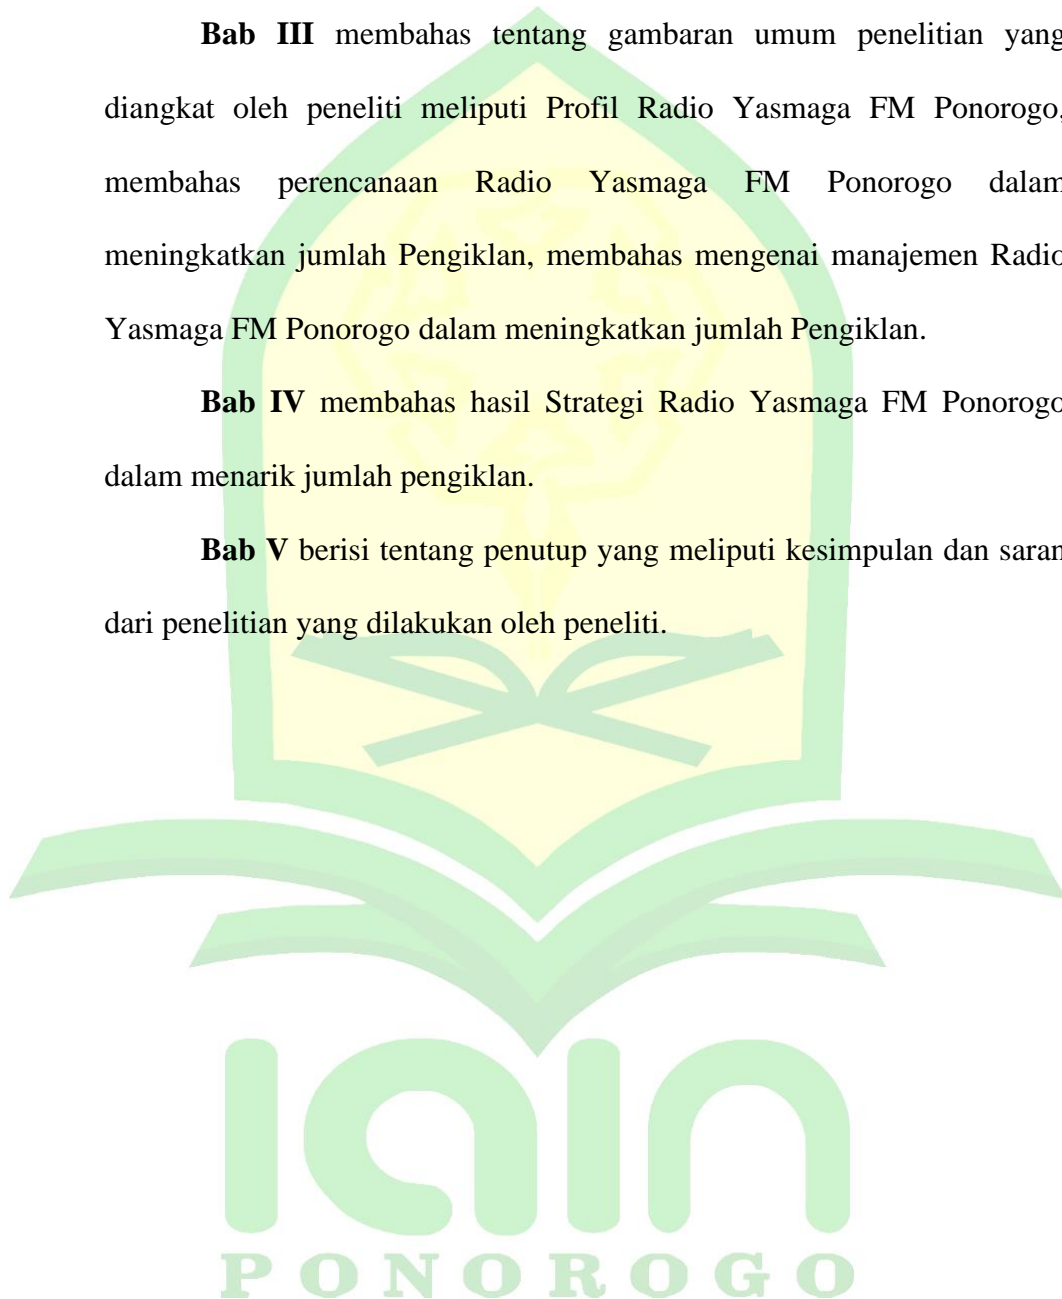 Bab III membahas tentang gambaran umum penelitian yang
diangkat oleh peneliti meliputi Profil Radio Yasmaga FM Ponorogo,
membahas perencanaan Radio Yasmaga FM Ponorogo dalam
meningkatkan jumlah Pengiklan, membahas mengenai manajemen Radio
Yasmaga FM Ponorogo dalam meningkatkan jumlah Pengiklan.
Bab IV membahas hasil Strategi Radio Yasmaga FM Ponorogo
dalam menarik jumlah pengiklan.
Bab V berisi tentang penutup yang meliputi kesimpulan dan saran
dari penelitian yang dilakukan oleh peneliti.
IAIN
PONOROGO